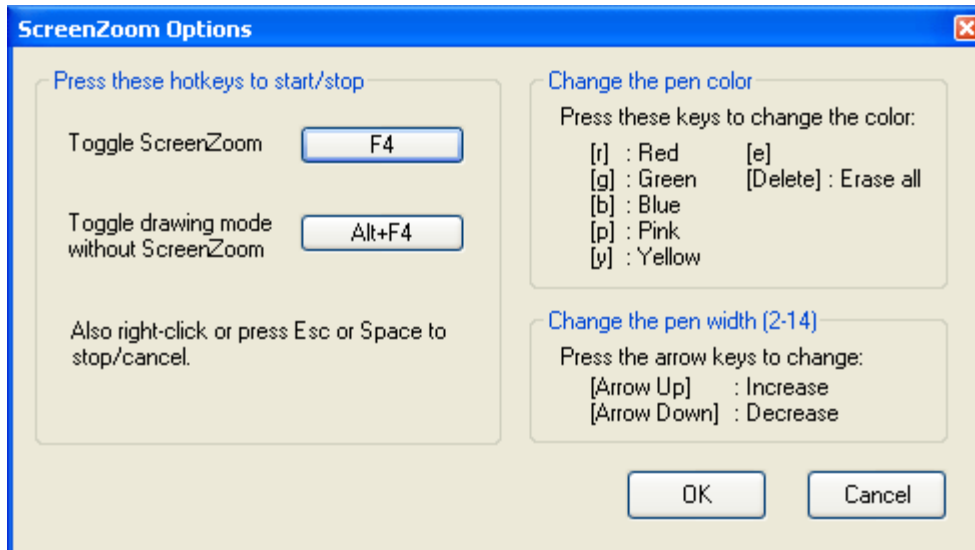 ScreenZoom Options
Press these hotkeys to start/stop
Toggle ScreenZoom
F4
Toggle drawing mode
without ScreenZoom
Alt+F4
Also right-click or press Esc or Space to
stop/cancel.
Change the pen color
Press these keys to change the color:
[r] : Red [e]
[g] : Green [Delete] : Erase all
[b] : Blue
[p] : Pink
[y] : Yellow
Change the pen width (2-14)
Press the arrow keys to change:
[Arrow Up] : Increase
[Arrow Down] : Decrease
OK
Cancel